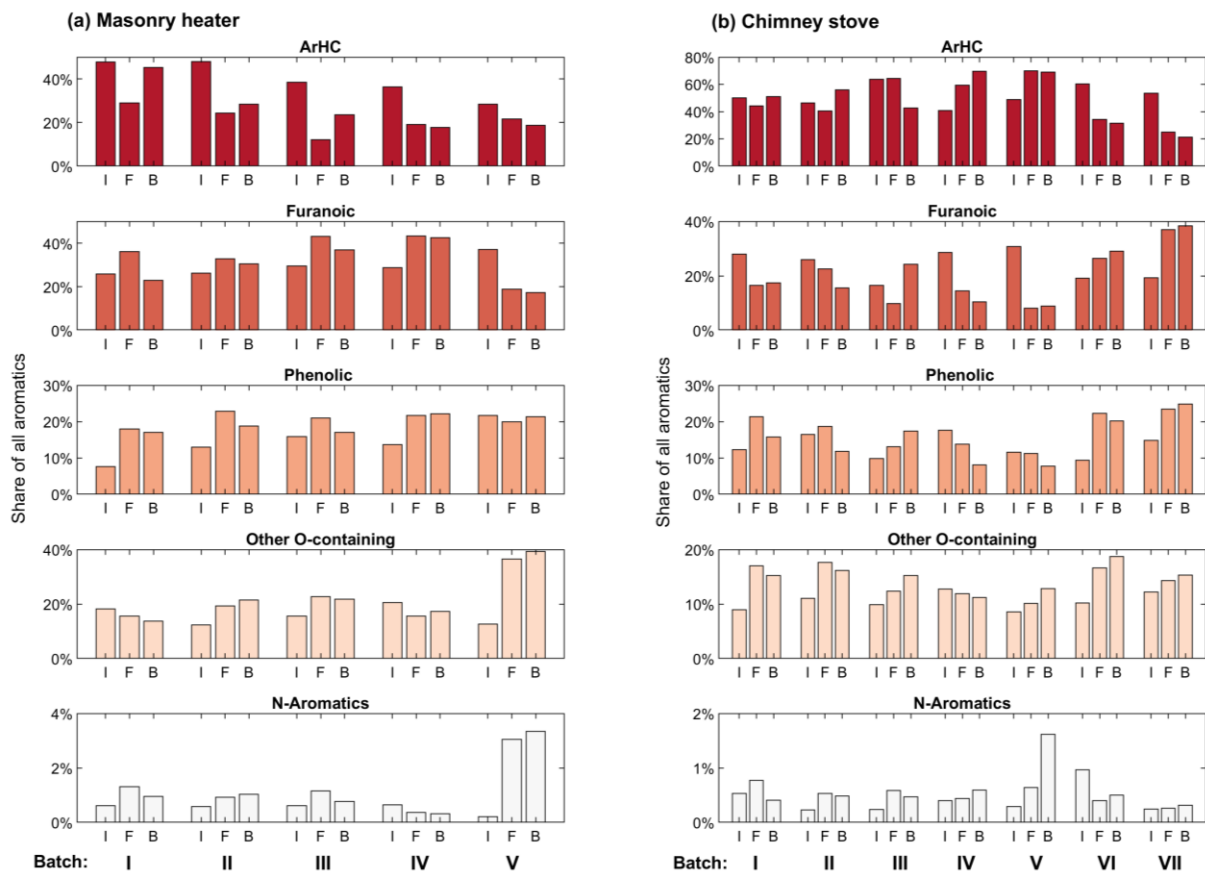 (a) Masonry heater
ArHC
40%
20%
0%
I F B I F B I F B I F B I F B
Furanoic
40%
20%
0%
I F B I F B I F B I F B I F B
Phenolic
30%
20%
10%
0%
I F B I F B I F B I F B I F B
Other O-containing
40%
20%
0%
I F B I F B I F B I F B I F B
N-Aromatics
4%
2%
0%
I F B I F B I F B I F B I F B
Batch: I II III IV V
Share of all aromatics
(b) Chimney stove
ArHC
80%
60%
40%
20%
0%
I F B I F B I F B I F B I F B I F B I F B
Furanoic
40%
20%
0%
I F B I F B I F B I F B I F B I F B I F B
Phenolic
30%
20%
10%
0%
I F B I F B I F B I F B I F B I F B I F B
Other O-containing
20%
10%
0%
I F B I F B I F B I F B I F B I F B I F B
N-Aromatics
2%
1%
0%
I F B I F B I F B I F B I F B I F B I F B
Batch: I II III IV V VI VII
Share of all aromatics